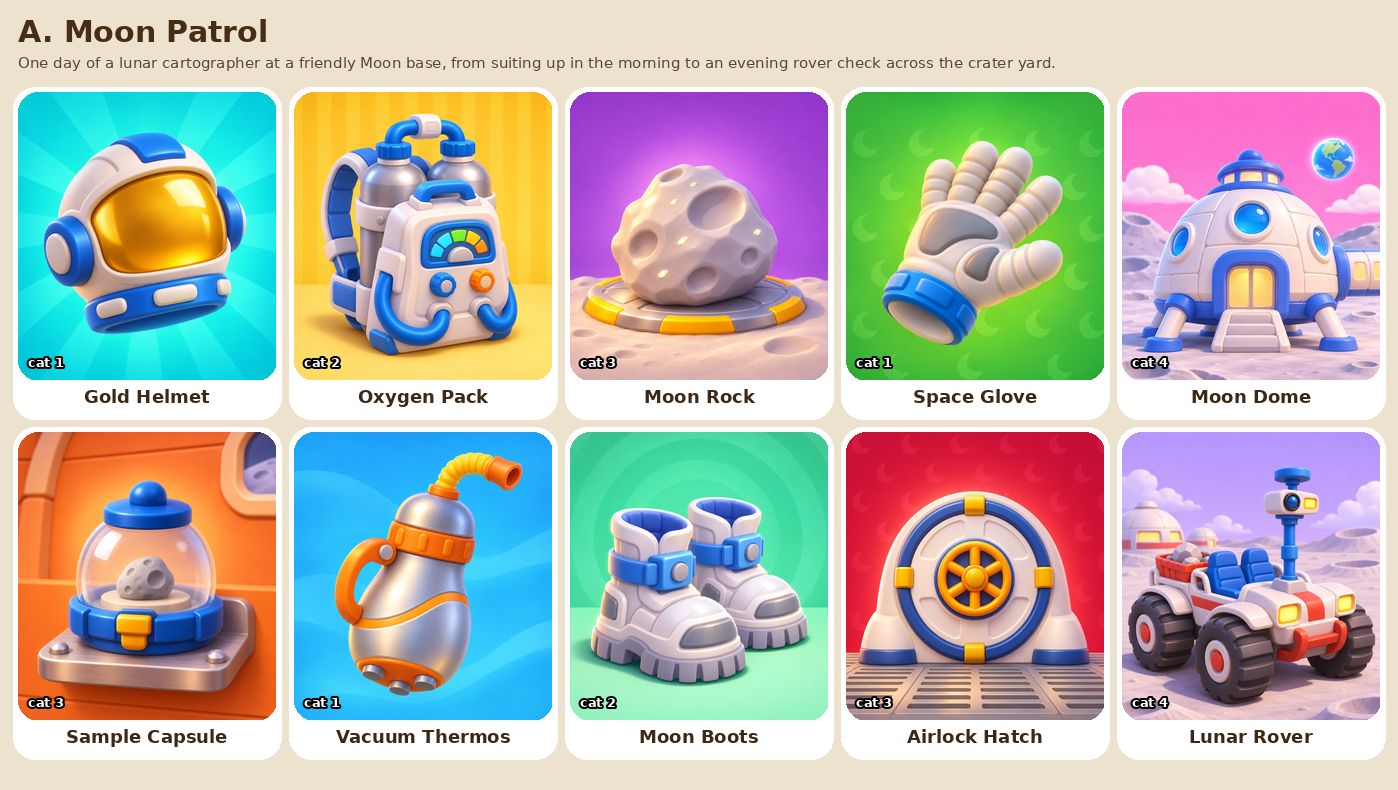 A. Moon Patrol
One day of a lunar cartographer at a friendly Moon base, from suiting up in the morning to an evening rover check across the crater yard.
cat 1
cat 2
cat 3
cat 1
cat 4
Gold Helmet
Oxygen Pack
Moon Rock
Space Glove
Moon Dome
cat 3
cat 1
cat 2
cat 3
cat 4
Sample Capsule
Vacuum Thermos
Moon Boots
Airlock Hatch
Lunar Rover